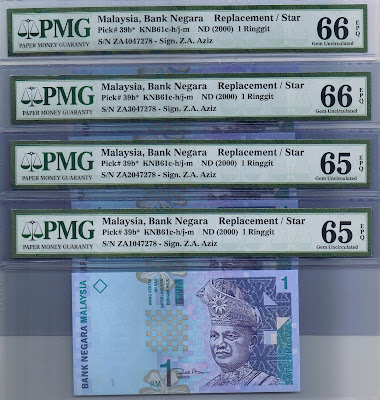 PMG
PAPER MONEY GUARANTY
Malaysia, Bank Negara Replacement / Star
Pick# 39b* KNB61c-h/j-m ND (2000) 1 Ringgit
S/N ZA4047278 - Sign. Z.A. Aziz
66 EPQ
Gem Uncirculated
PMG
PAPER MONEY GUARANTY
Malaysia, Bank Negara Replacement / Star
Pick# 39b* KNB61c-h/j-m ND (2000) 1 Ringgit
S/N ZA3047278 - Sign. Z.A. Aziz
66 EPQ
Gem Uncirculated
PMG
PAPER MONEY GUARANTY
Malaysia, Bank Negara Replacement / Star
Pick# 39b* KNB61c-h/j-m ND (2000) 1 Ringgit
S/N ZA2047278 - Sign. Z.A. Aziz
65 EPQ
Gem Uncirculated
PMG
PAPER MONEY GUARANTY
Malaysia, Bank Negara Replacement / Star
Pick# 39b* KNB61c-h/j-m ND (2000) 1 Ringgit
S/N ZA1047278 - Sign. Z.A. Aziz
65 EPQ
Gem Uncirculated
BANK NEGARA MALAYSIA
1
RM 1